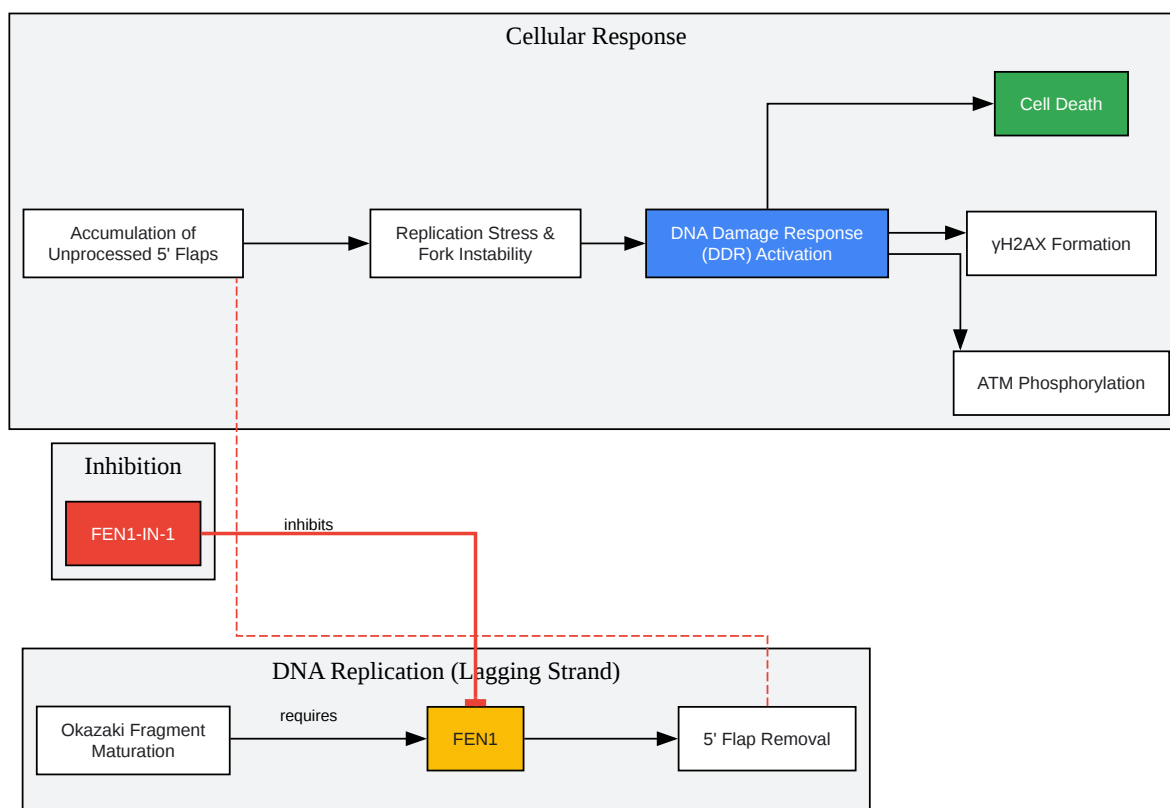 Cellular Response
Cell Death
Accumulation of
Unprocessed 5' Flaps
Replication Stress &
Fork Instability
DNA Damage Response
(DDR) Activation
γH2AX Formation
ATM Phosphorylation
Inhibition
FEN1-IN-1
inhibits
DNA Replication (Lagging Strand)
Okazaki Fragment
Maturation
requires
FEN1
5' Flap Removal